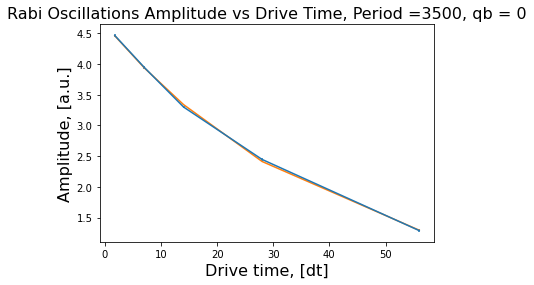 Rabi Oscillations Amplitude vs Drive Time, Period =3500, qb = 0
4.5
4.0
3.5
3.0
2.5
2.0
1.5
Amplitude, [a.u.]
0 10 20 30 40 50
Drive time, [dt]